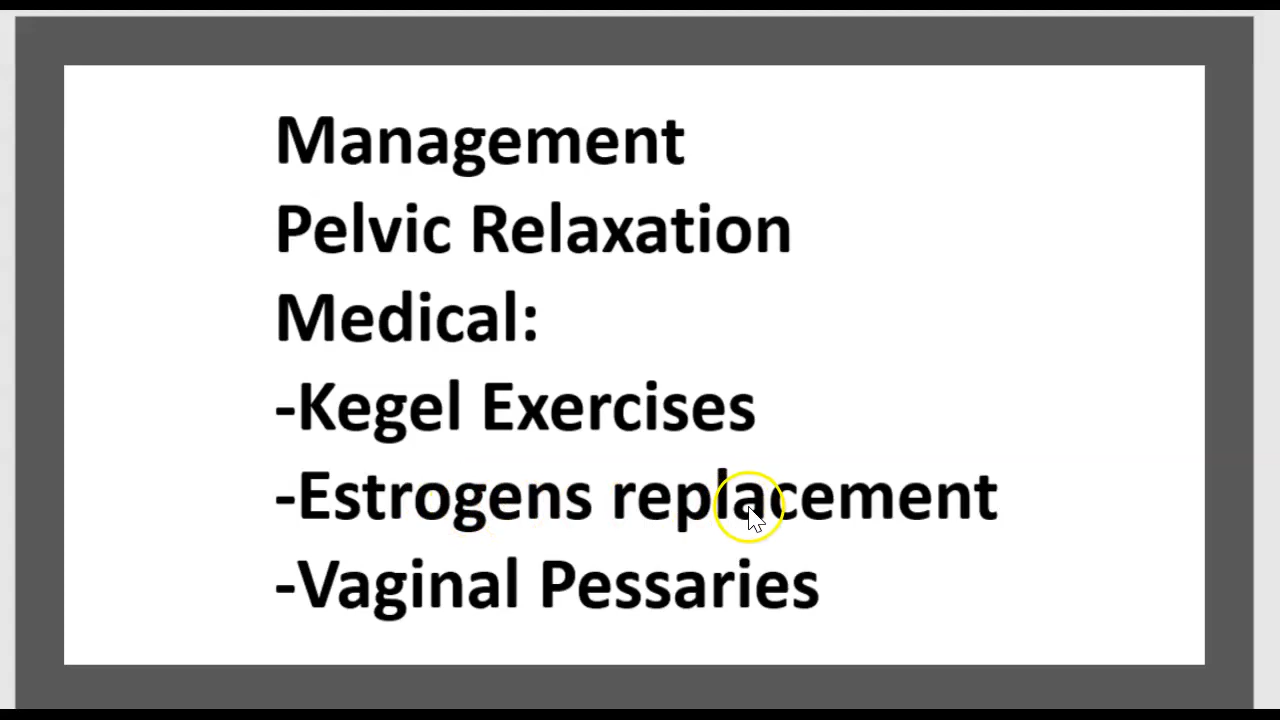 Management
Pelvic Relaxation
Medical:
-Kegel Exercises
-Estrogens replacement
-Vaginal Pessaries